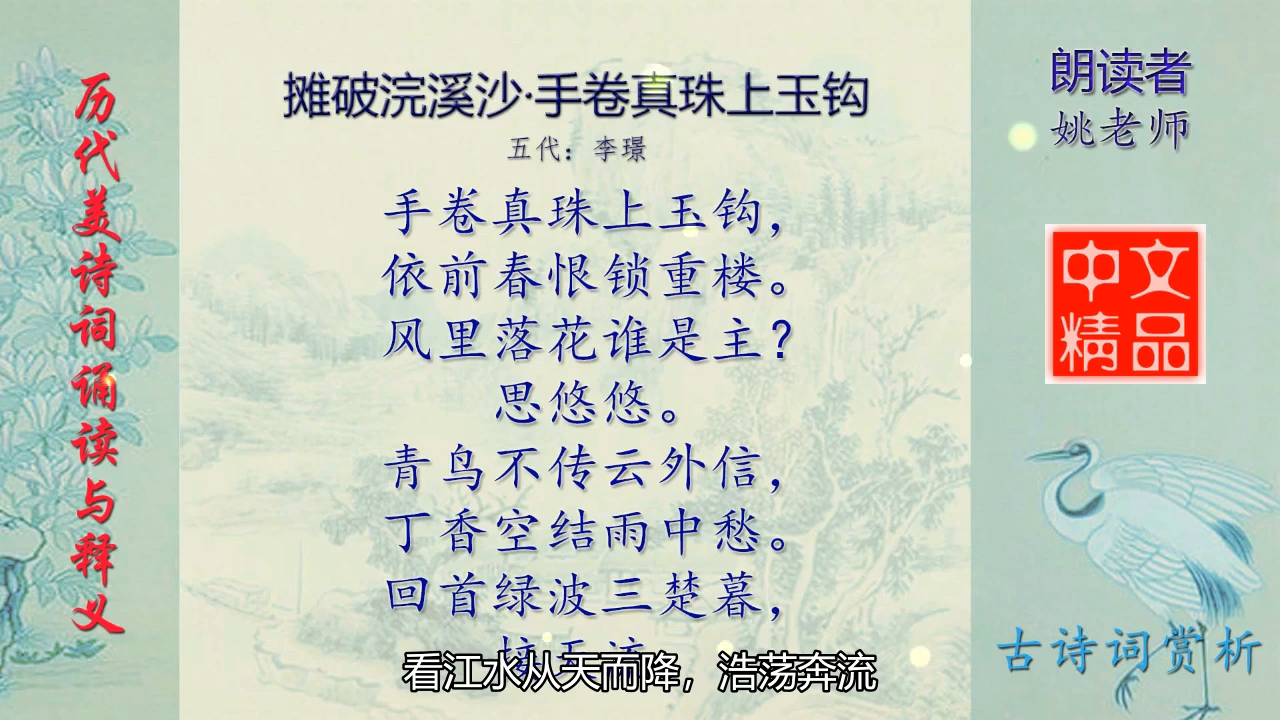 历代美诗词诵读与释义
摊破浣溪沙·手卷真珠上玉钩
五代：李璟
手卷真珠上玉钩，
依前春恨锁重楼。
风里落花谁是主？
思悠悠。
青鸟不传云外信，
丁香空结雨中愁。
回首绿波三楚暮，
接天流
看江水从天而降，浩荡奔流
朗读者
姚老师
中文
精品
古诗词赏析